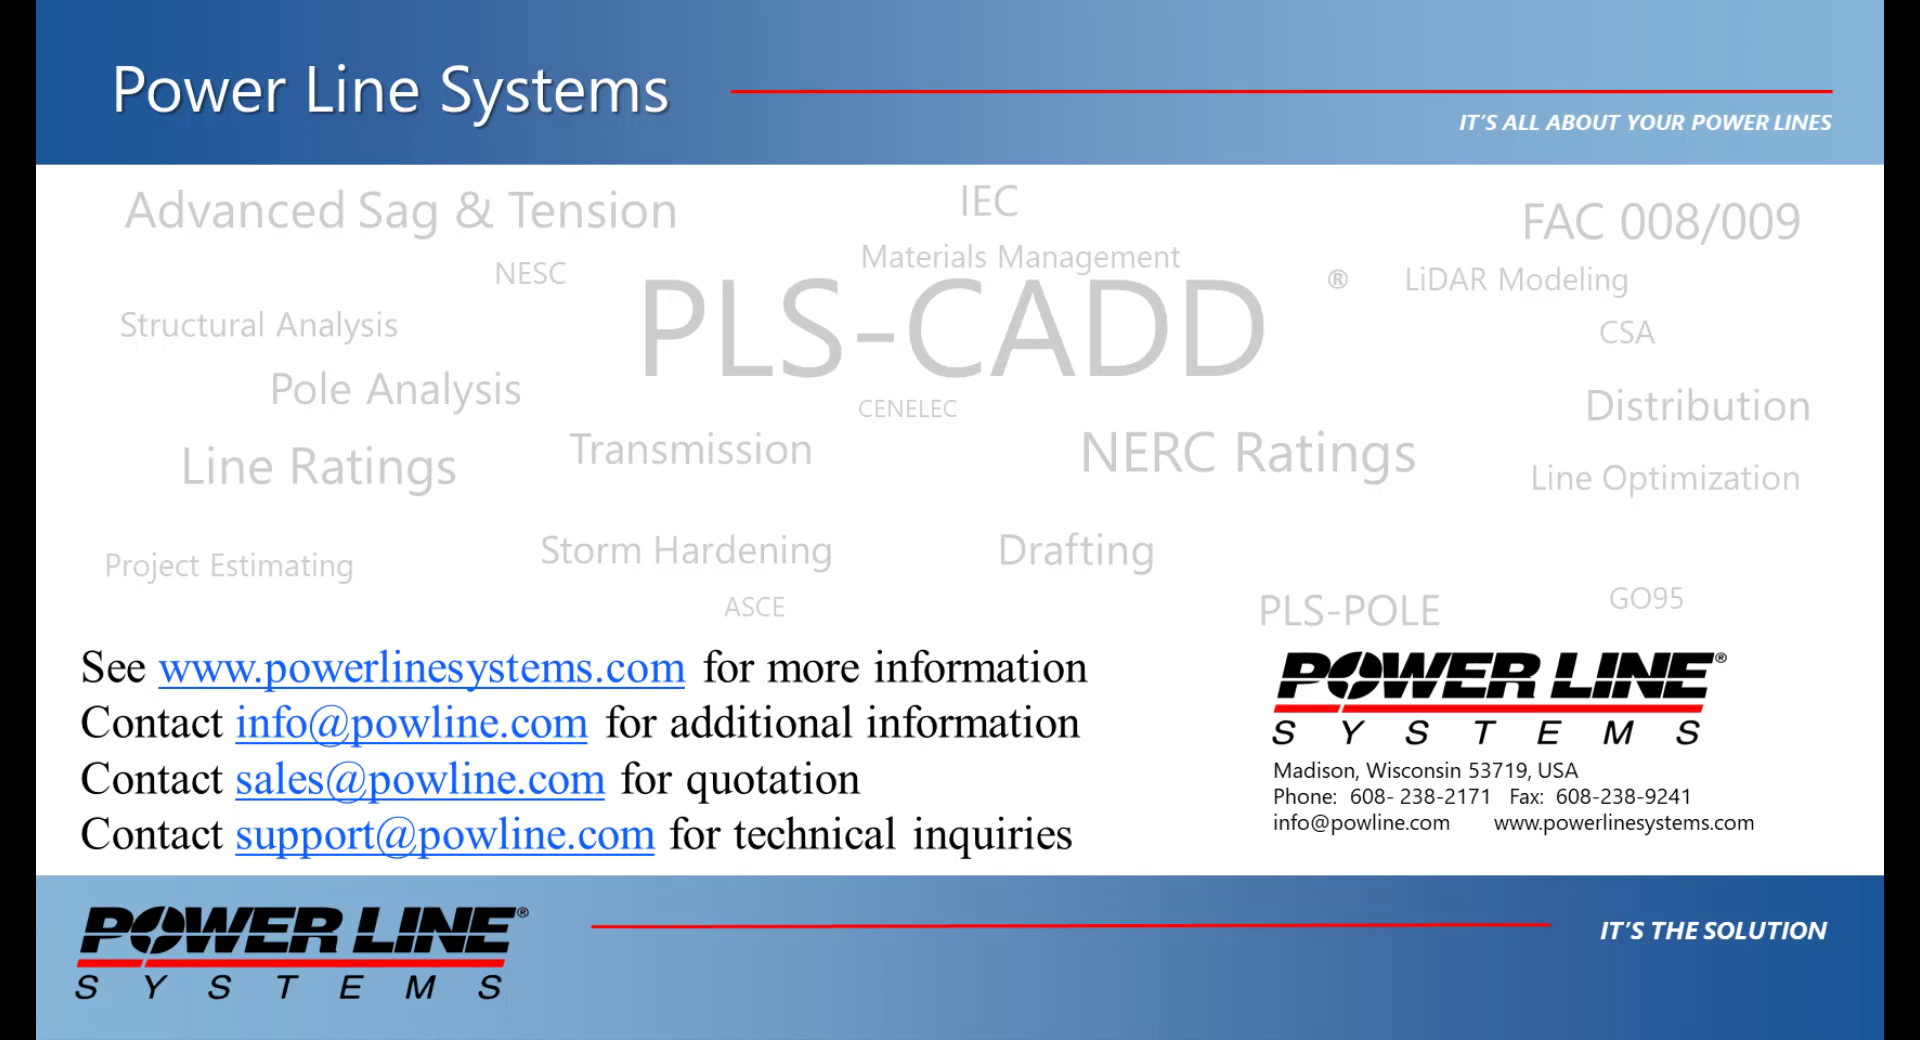 Power Line Systems
IT'S ALL ABOUT YOUR POWER LINES
Advanced Sag & Tension
IEC
FAC 008/009
Materials Management
NESC
PLS-CADD ®
LiDAR Modeling
Structural Analysis
CSA
Pole Analysis
CENELEC
Distribution
Line Ratings
Transmission
NERC Ratings
Line Optimization
Project Estimating
Storm Hardening
Drafting
ASCE
PLS-POLE
GO95
See www.powerlinesystems.com for more information
Contact info@powline.com for additional information
Contact sales@powline.com for quotation
Contact support@powline.com for technical inquiries
POWER LINE®
SYSTEMS
Madison, Wisconsin 53719, USA
Phone: 608- 238-2171 Fax: 608-238-9241
info@powline.com www.powerlinesystems.com
POWER LINE®
SYSTEMS
IT'S THE SOLUTION